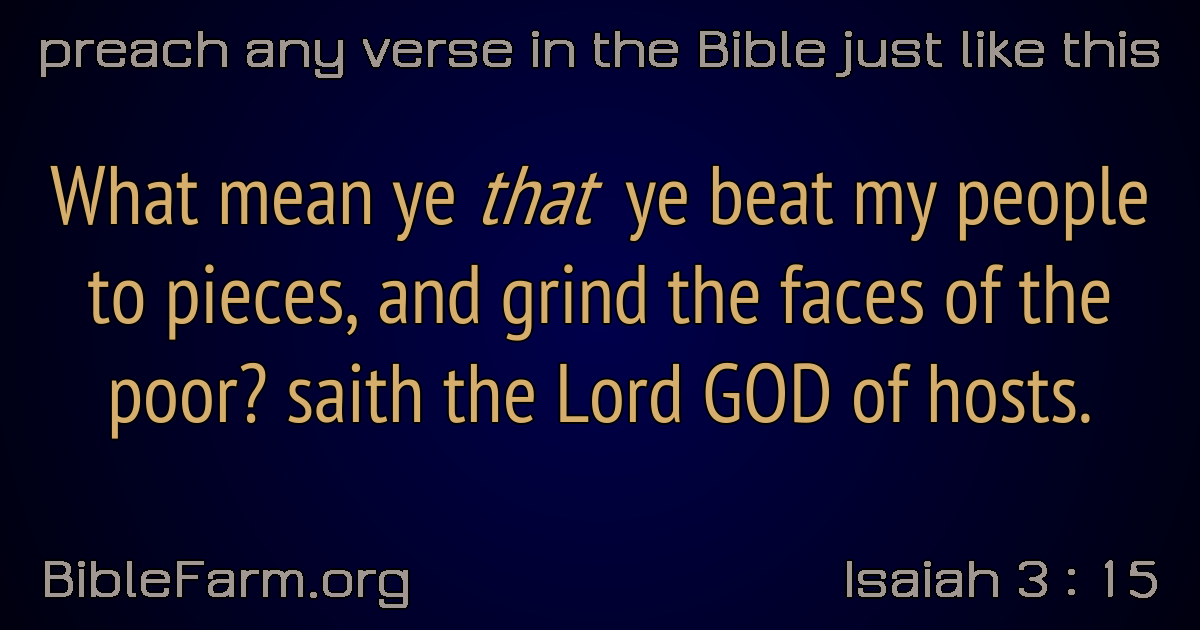 preach any verse in the Bible just like this
What mean ye that ye beat my people
to pieces, and grind the faces of the
poor? saith the Lord GOD of hosts.
BibleFarm.org
Isaiah 3 : 15